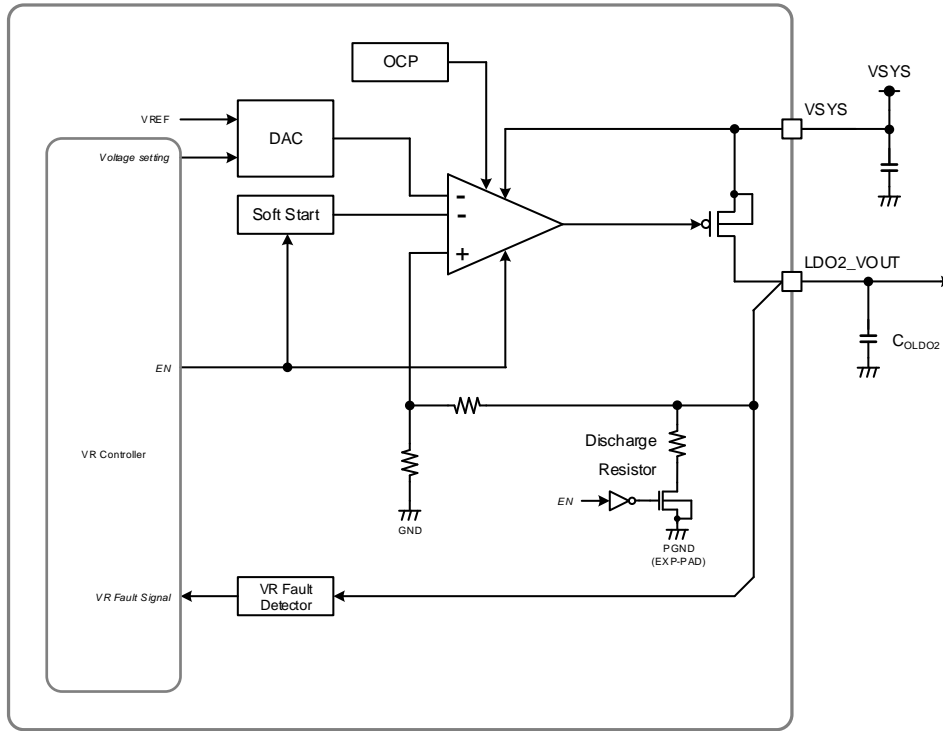 OCP
VSYS
VSYS
VREF
DAC
Voltage setting
-
-
+
Soft Start
LDO2_VOUT
COLDO2
EN
Discharge
Resistor
VR Controller
EN
GND
PGND
(EXP-PAD)
VR Fault Signal
VR Fault
Detector